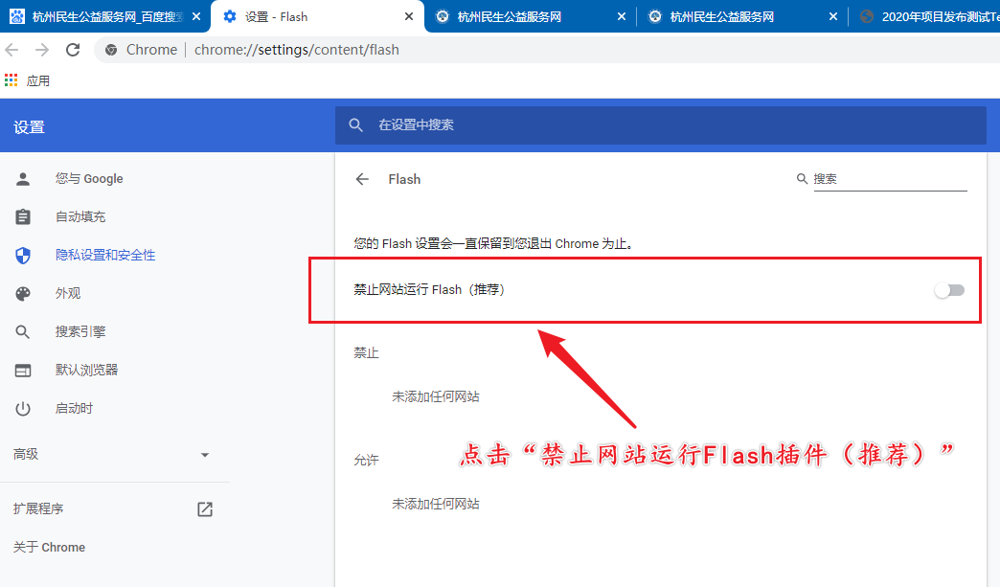 杭州民生公益服务网_百度搜索
设置 - Flash
杭州民生公益服务网
杭州民生公益服务网
2020年项目发布测试Te
Chrome
chrome://settings/content/flash
应用
设置
在设置中搜索
您与 Google
自动填充
隐私设置和安全性
外观
搜索引擎
默认浏览器
启动时
高级
扩展程序
关于 Chrome
Flash
搜索
您的 Flash 设置会一直保留到您退出 Chrome 为止。
禁止网站运行 Flash（推荐）
禁止
未添加任何网站
点击“禁止网站运行Flash插件（推荐）”
允许
未添加任何网站